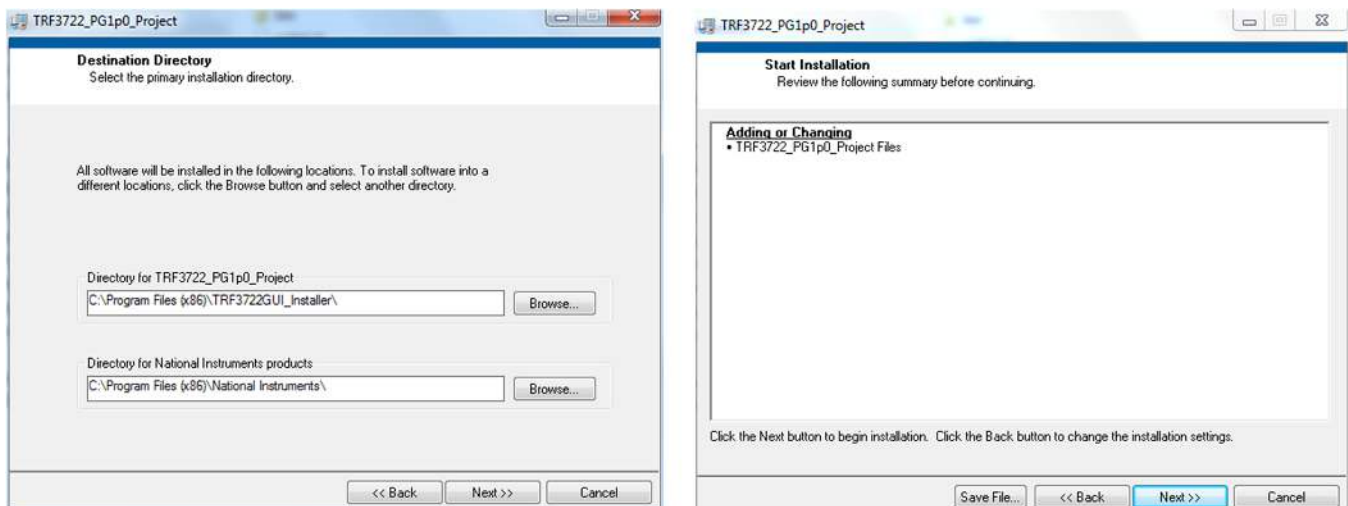 TRF3722_PG1p0_Project
Destination Directory
Select the primary installation directory.
All software will be installed in the following locations. To install software into a
different locations, click the Browse button and select another directory.
Directory for TRF3722_PG1p0_Project
C:\Program Files (x86)\TRF3722GUI_Installer\
Browse...
Directory for National Instruments products
C:\Program Files (x86)\National Instruments\
Browse...
<< Back Next >> Cancel
TRF3722_PG1p0_Project
Start Installation
Review the following summary before continuing.
Adding or Changing
• TRF3722_PG1p0_Project Files
Click the Next button to begin installation. Click the Back button to change the installation settings.
Save File... << Back Next >> Cancel